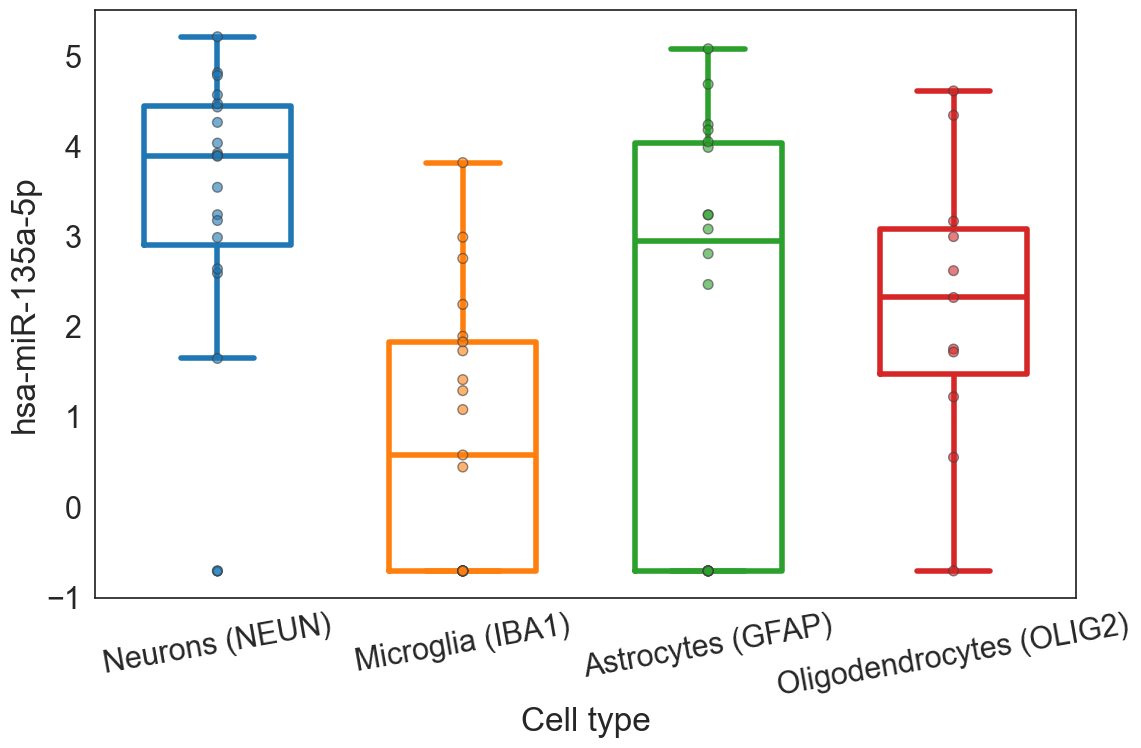 hsa-miR-135a-5p
5
4
3
2
1
0
−1
Neurons (NEUN)
Microglia (IBA1)
Astrocytes (GFAP)
Oligodendrocytes (OLIG2)
Cell type